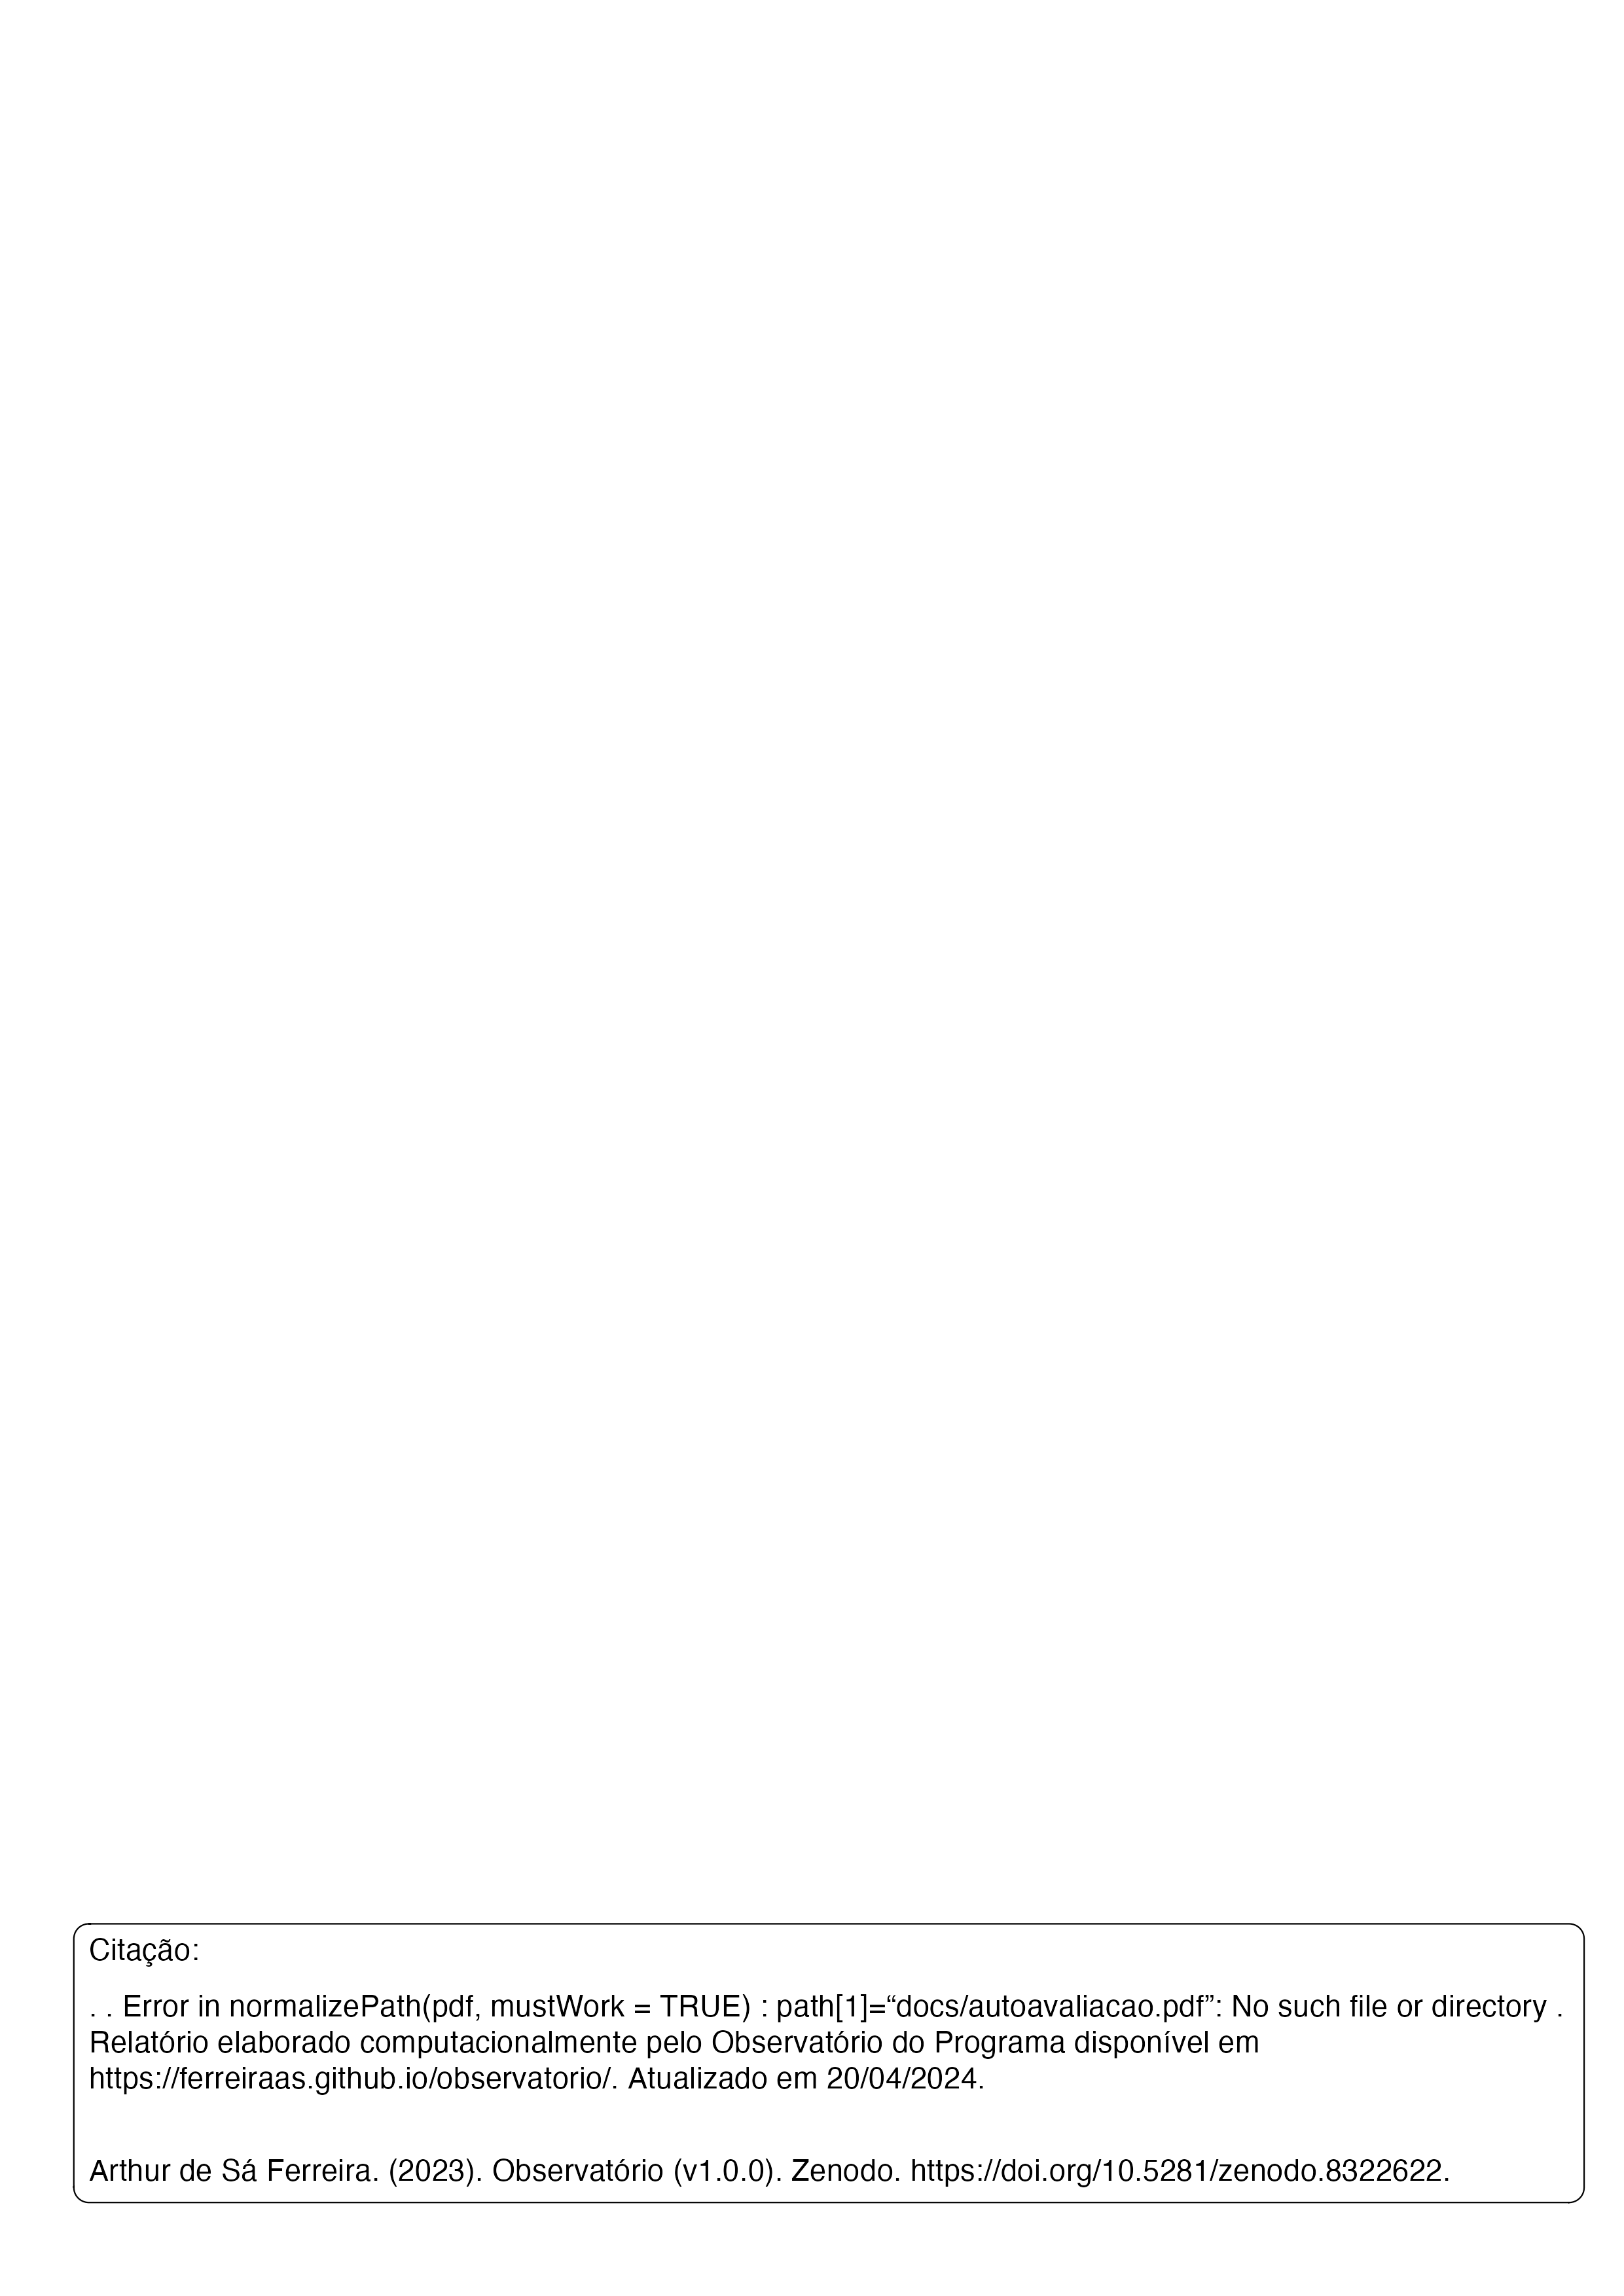 Citação:
. . Error in normalizePath(pdf, mustWork = TRUE) : path[1]=“docs/autoavaliacao.pdf”: No such file or directory .
Relatório elaborado computacionalmente pelo Observatório do Programa disponível em
https://ferreiraas.github.io/observatorio/. Atualizado em 20/04/2024.
Arthur de Sá Ferreira. (2023). Observatório (v1.0.0). Zenodo. https://doi.org/10.5281/zenodo.8322622.